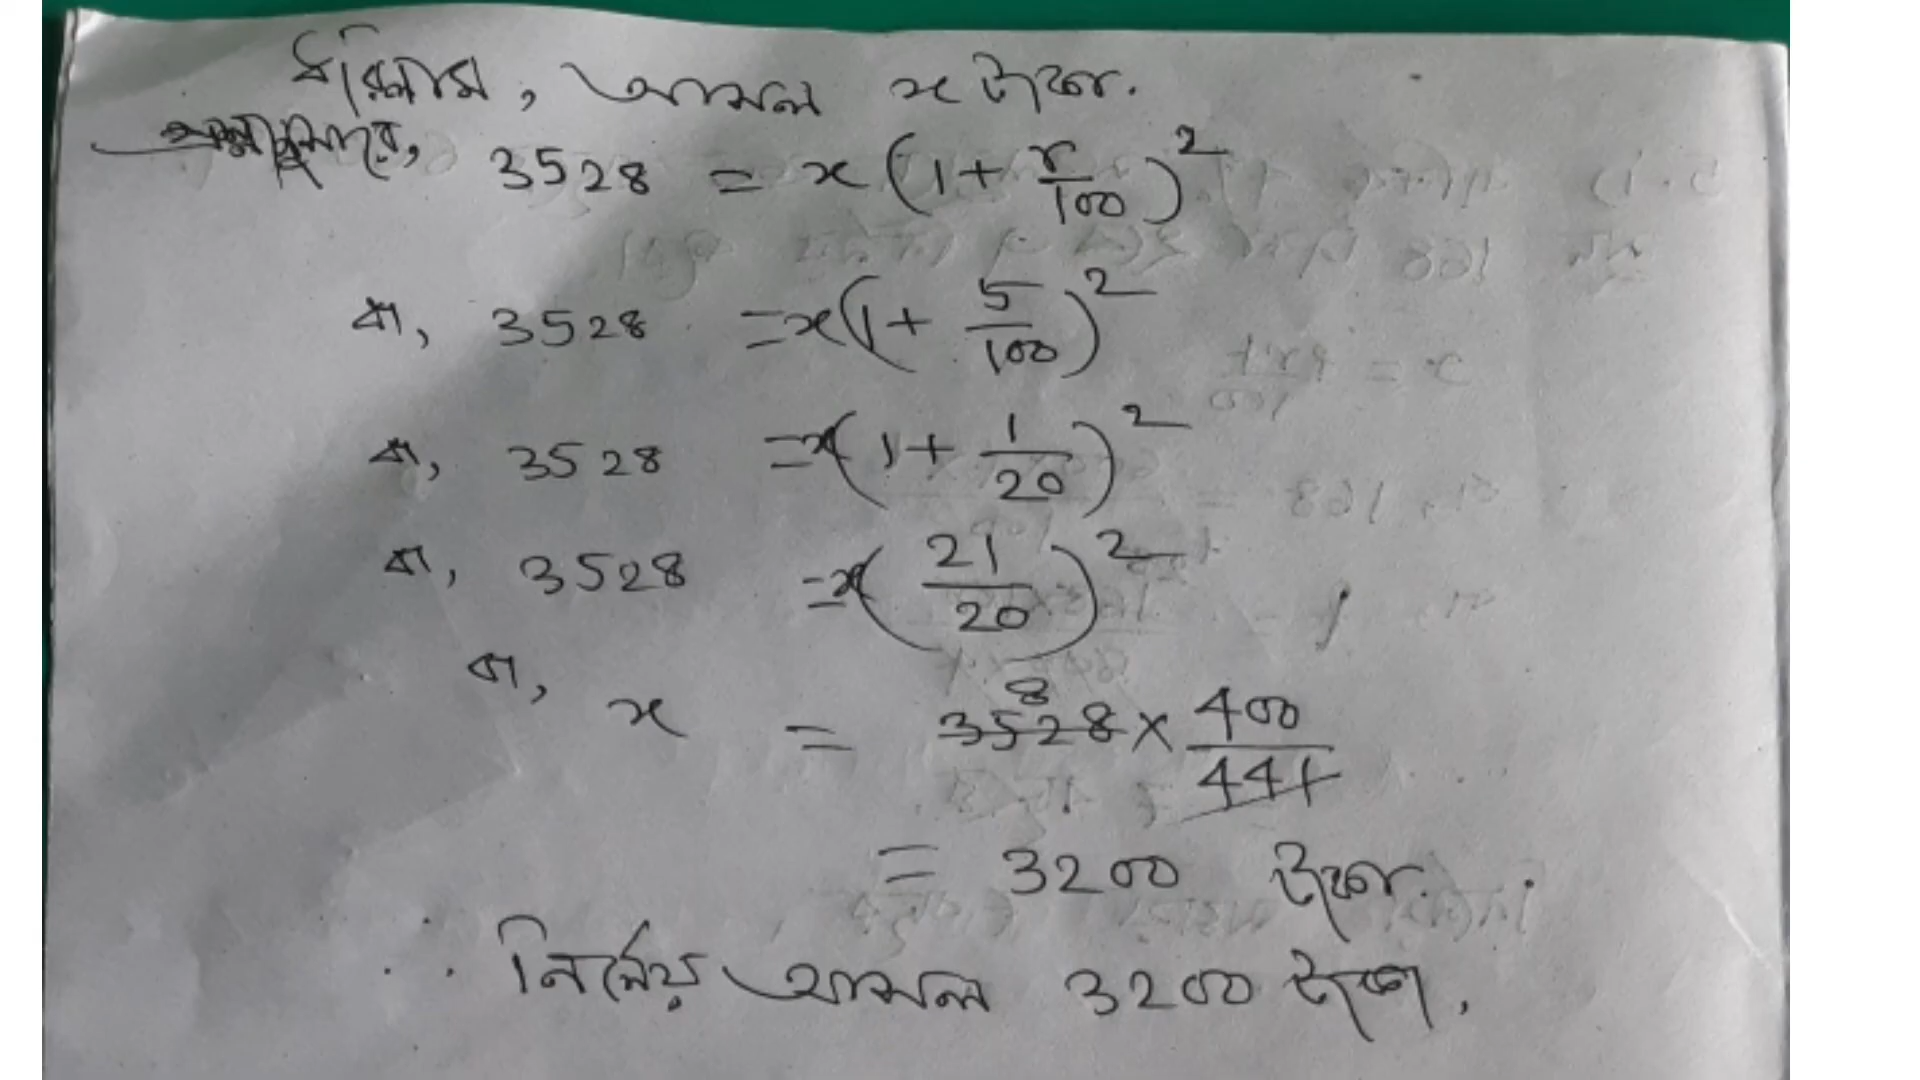 ধরিলাম, আসল x টাকা.
প্রশ্নানুসারে, 3528 = x(1+r/100)^2
বা, 3528 =x(1+5/100)^2
বা, 3528 =x(1+1/20)^2
বা, 3528 =x(21/20)^2
বা, x = 3528×400/441
8
= 3200 টাকা.
∴ নির্ণেয় আসল 3200 টাকা,